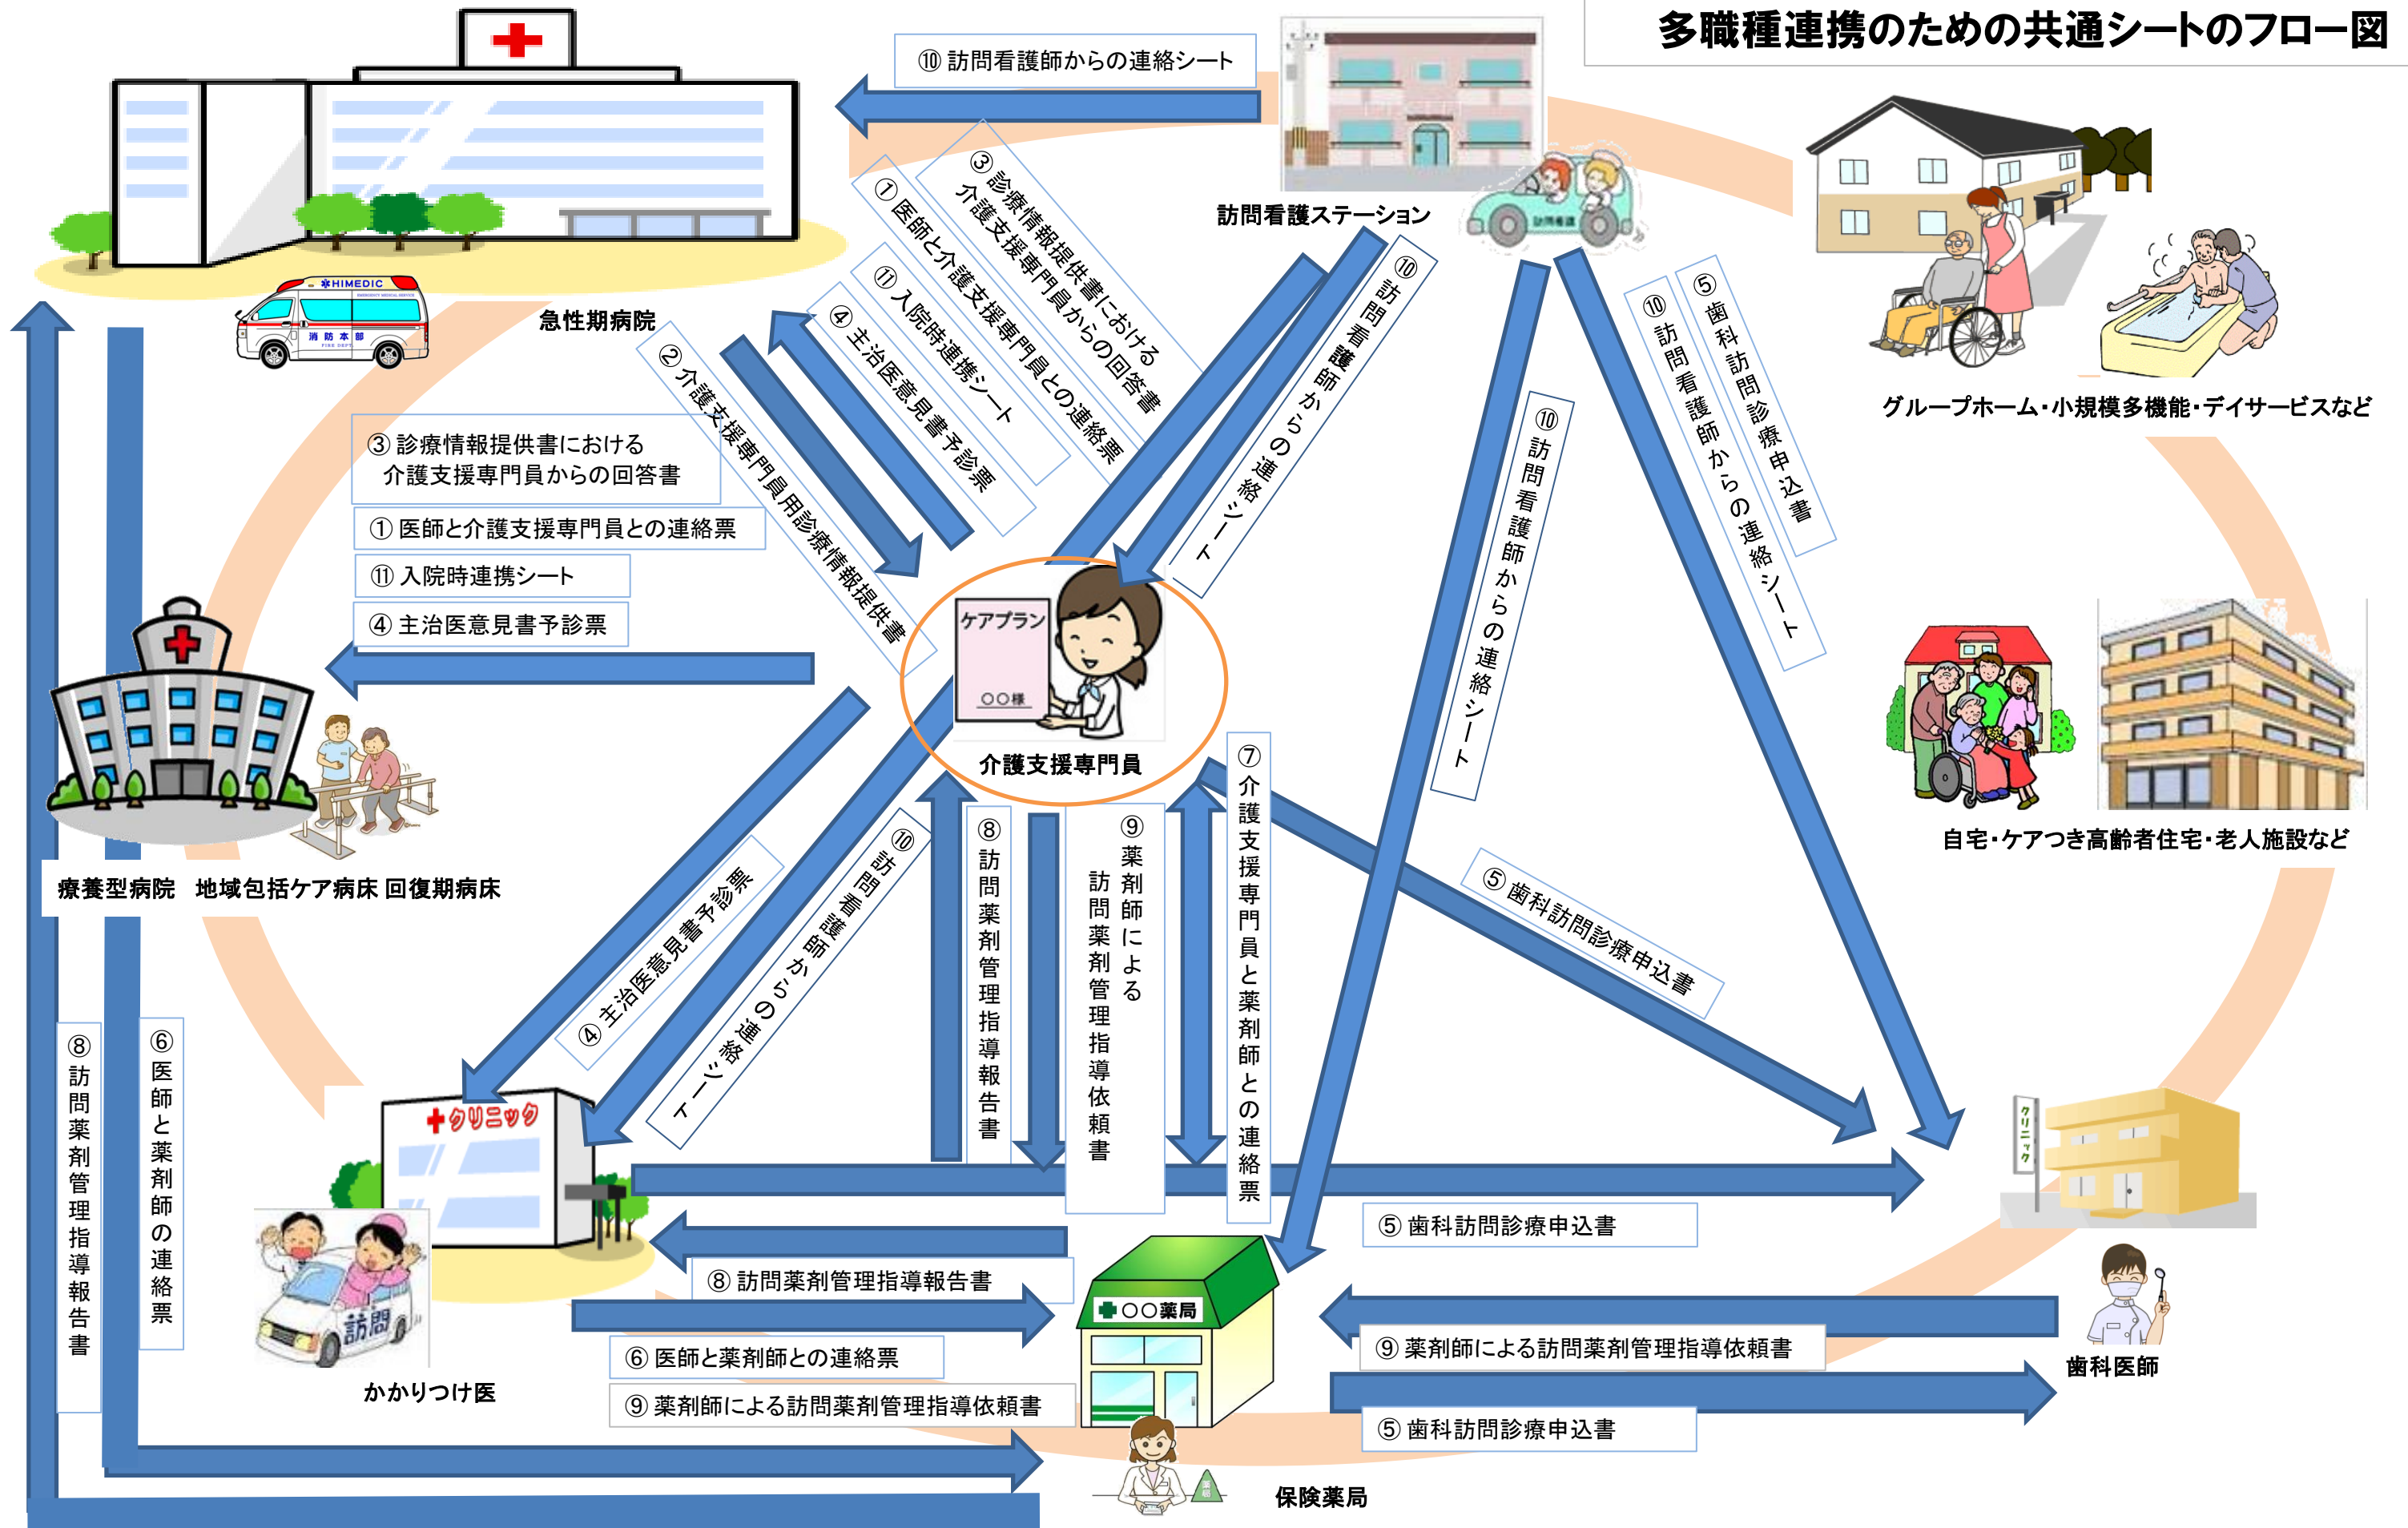 多職種連携のための共通シートのフロー図
⑩ 訪問看護師からの連絡シート
訪問看護ステーション
訪問看護
③ 診療情報提供書における
介護支援専門員からの回答書
① 医師と介護支援専門員との連絡票
⑪ 入院時連携シート
④ 主治医意見書予診票
② 介護支援専門員用診療情報提供書
HIMEDIC
消防本部
FIRE DEPT.
急性期病院
⑩ 訪問看護師からの連絡シート
⑩ 訪問看護師からの連絡シート
⑩ 訪問看護師からの連絡シート
⑤ 歯科訪問診療申込書
グループホーム・小規模多機能・デイサービスなど
③ 診療情報提供書における
介護支援専門員からの回答書
① 医師と介護支援専門員との連絡票
⑪ 入院時連携シート
④ 主治医意見書予診票
ケアプラン
〇〇様
介護支援専門員
自宅・ケアつき高齢者住宅・老人施設など
療養型病院 地域包括ケア病床 回復期病床
④ 主治医意見書予診票
⑩ 訪問看護師からの連絡シート
⑧ 訪問薬剤管理指導報告書
⑨ 薬剤師による
訪問薬剤管理指導依頼書
⑦ 介護支援専門員と薬剤師との連絡票
⑤ 歯科訪問診療申込書
⑧ 訪問薬剤管理指導報告書
⑥ 医師と薬剤師の連絡票
クリニック
訪問
かかりつけ医
クリニック
⑤ 歯科訪問診療申込書
⑧ 訪問薬剤管理指導報告書
〇〇薬局
⑥ 医師と薬剤師との連絡票
⑨ 薬剤師による訪問薬剤管理指導依頼書
⑨ 薬剤師による訪問薬剤管理指導依頼書
歯科医師
⑤ 歯科訪問診療申込書
保険薬局